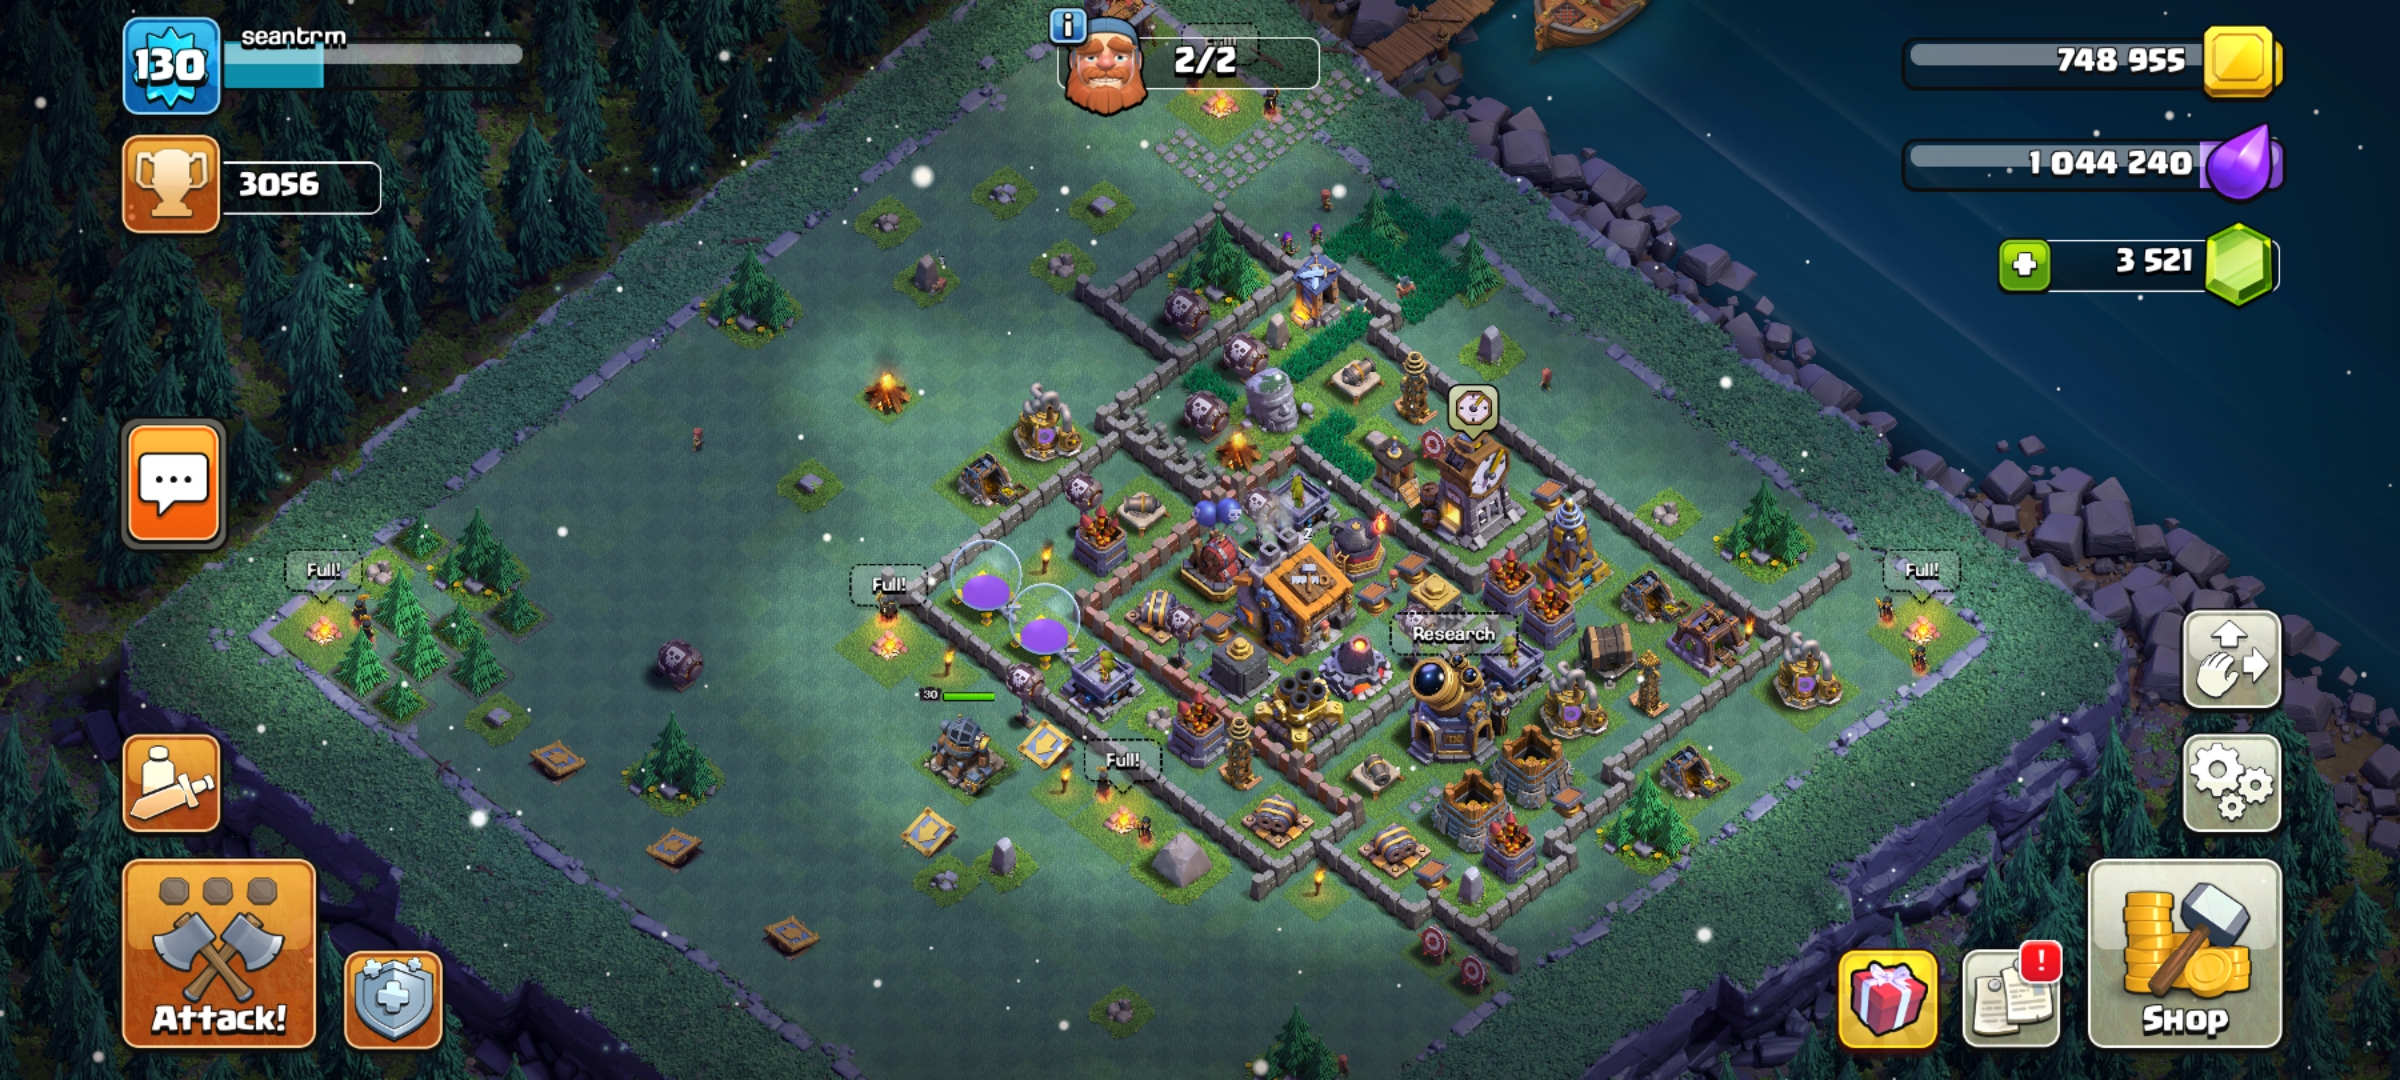 seantrm
130
2/2
748 955
3056
1 044 240
3 521
Full!
Full!
Full!
Research
30
Full!
Attack!
!
Shop